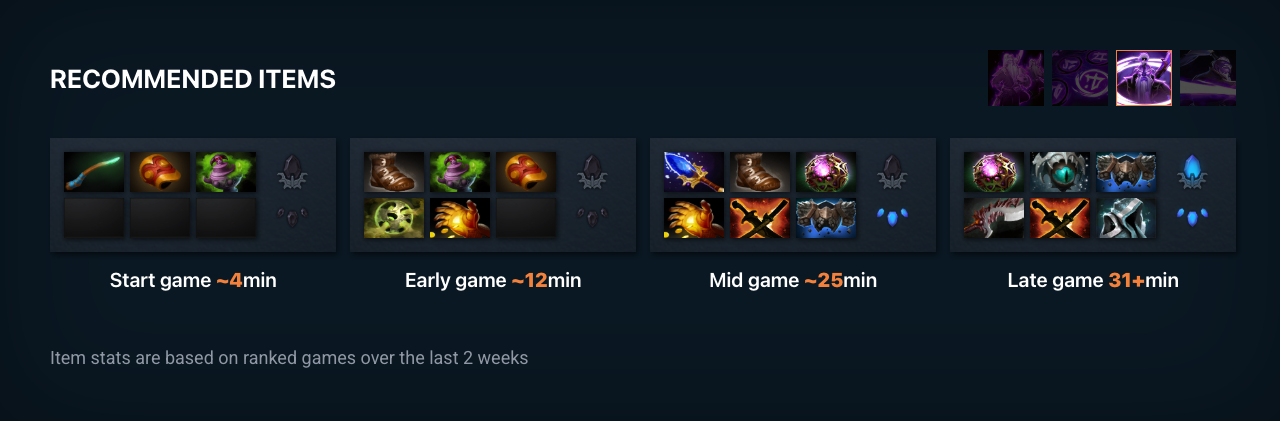 RECOMMENDED ITEMS
Start game ~4min
Early game ~12min
Mid game ~25min
Late game 31+min
Item stats are based on ranked games over the last 2 weeks